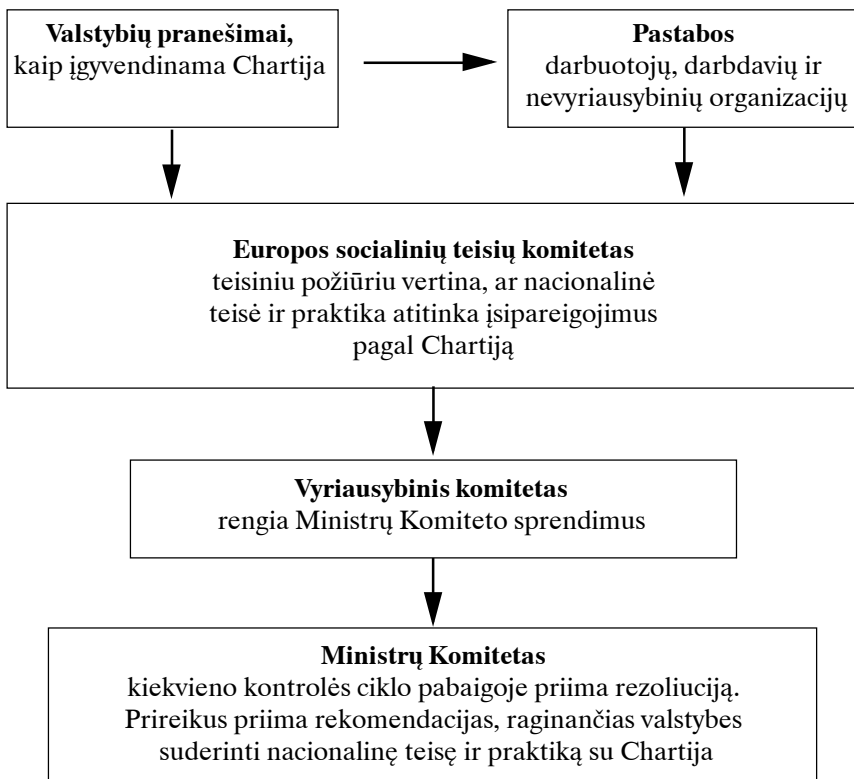 Valstybių pranešimai,
kaip įgyvendinama Chartija
Pastabos
darbuotojų, darbdavių ir
nevyriausybinių organizacijų
Europos socialinių teisių komitetas
teisiniu požiūriu vertina, ar nacionalinė
teisė ir praktika atitinka įsipareigojimus
pagal Chartiją
Vyriausybinis komitetas
rengia Ministrų Komiteto sprendimus
Ministrų Komitetas
kiekvieno kontrolės ciklo pabaigoje priima rezoliuciją.
Prireikus priima rekomendacijas, raginančias valstybes
suderinti nacionalinę teisę ir praktiką su Chartija